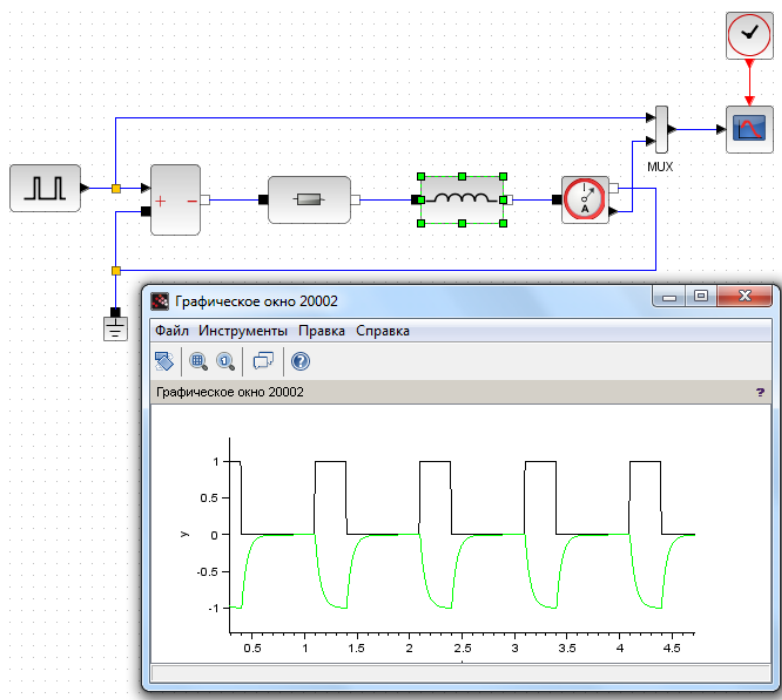 MUX
+
−
I
A
Графическое окно 20002
Файл Инструменты Правка Справка
Графическое окно 20002
?
1
0.5
0
-0.5
-1
y
0.5 1 1.5 2 2.5 3 3.5 4 4.5